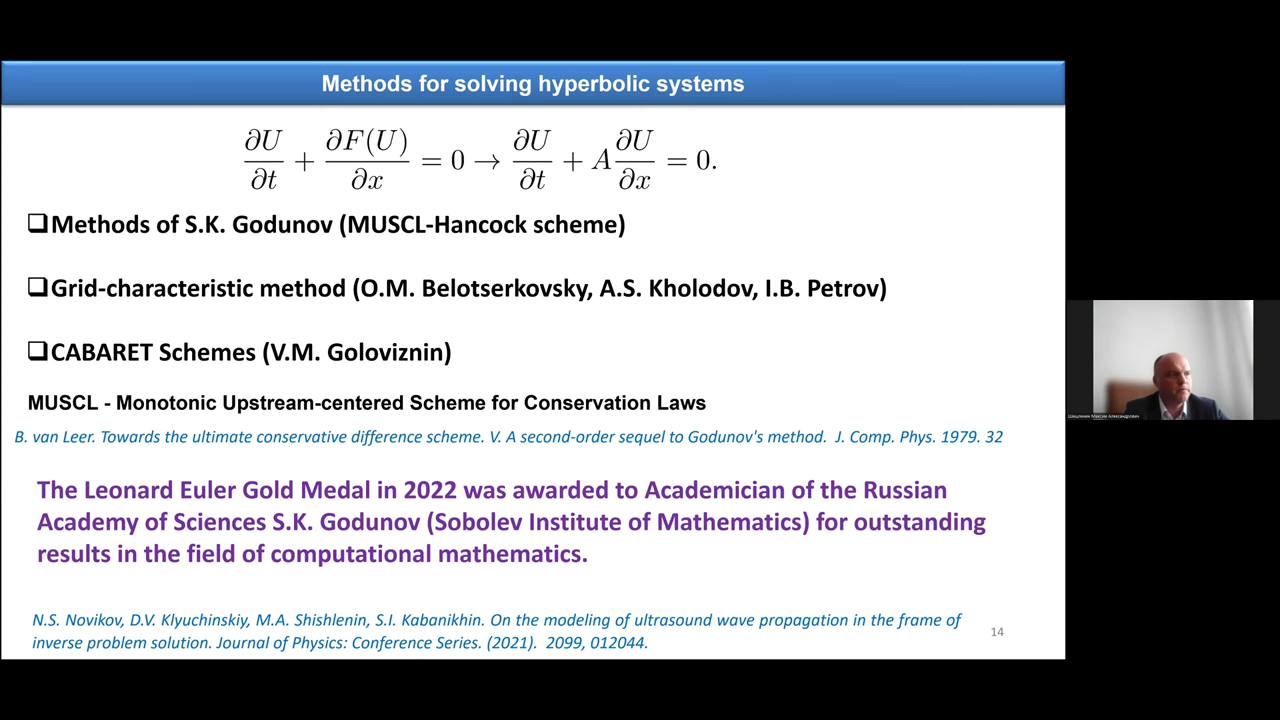 Methods for solving hyperbolic systems
∂U/∂t + ∂F(U)/∂x = 0 → ∂U/∂t + A ∂U/∂x = 0.
❑Methods of S.K. Godunov (MUSCL-Hancock scheme)
❑Grid-characteristic method (O.M. Belotserkovsky, A.S. Kholodov, I.B. Petrov)
❑CABARET Schemes (V.M. Goloviznin)
MUSCL - Monotonic Upstream-centered Scheme for Conservation Laws
B. van Leer. Towards the ultimate conservative difference scheme. V. A second-order sequel to Godunov's method. J. Comp. Phys. 1979. 32
The Leonard Euler Gold Medal in 2022 was awarded to Academician of the Russian
Academy of Sciences S.K. Godunov (Sobolev Institute of Mathematics) for outstanding
results in the field of computational mathematics.
N.S. Novikov, D.V. Klyuchinskiy, M.A. Shishlenin, S.I. Kabanikhin. On the modeling of ultrasound wave propagation in the frame of
inverse problem solution. Journal of Physics: Conference Series. (2021). 2099, 012044.
14
Шишленин Максим Александрович